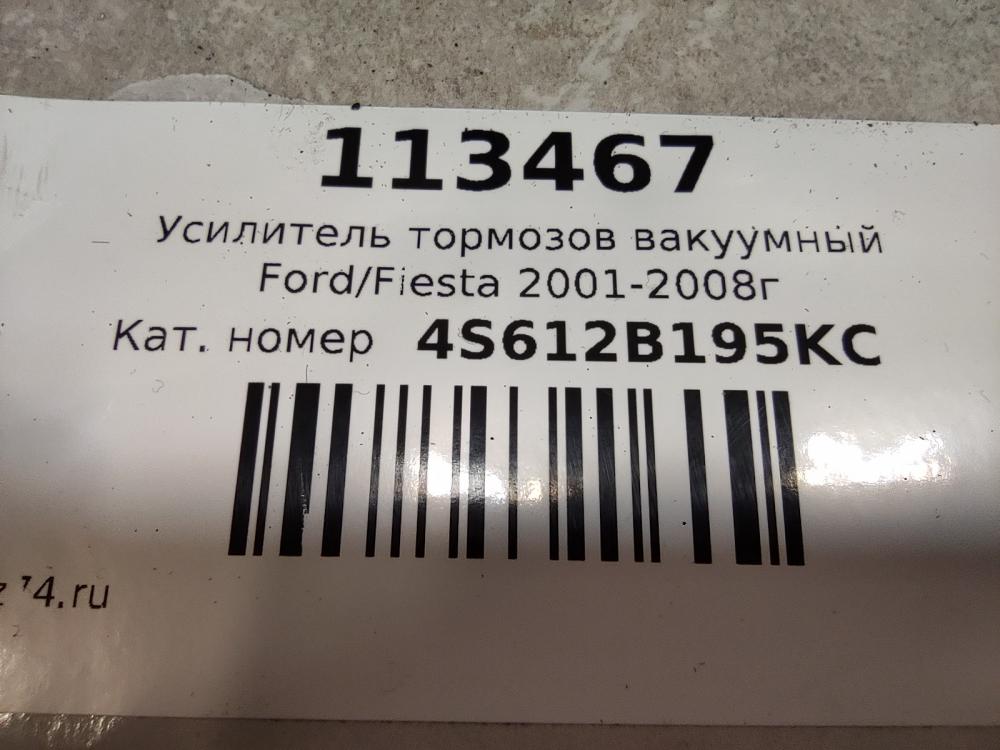 113467
Усилитель тормозов вакуумный
Ford/Fiesta 2001-2008г
Кат. номер 4S612B195KC